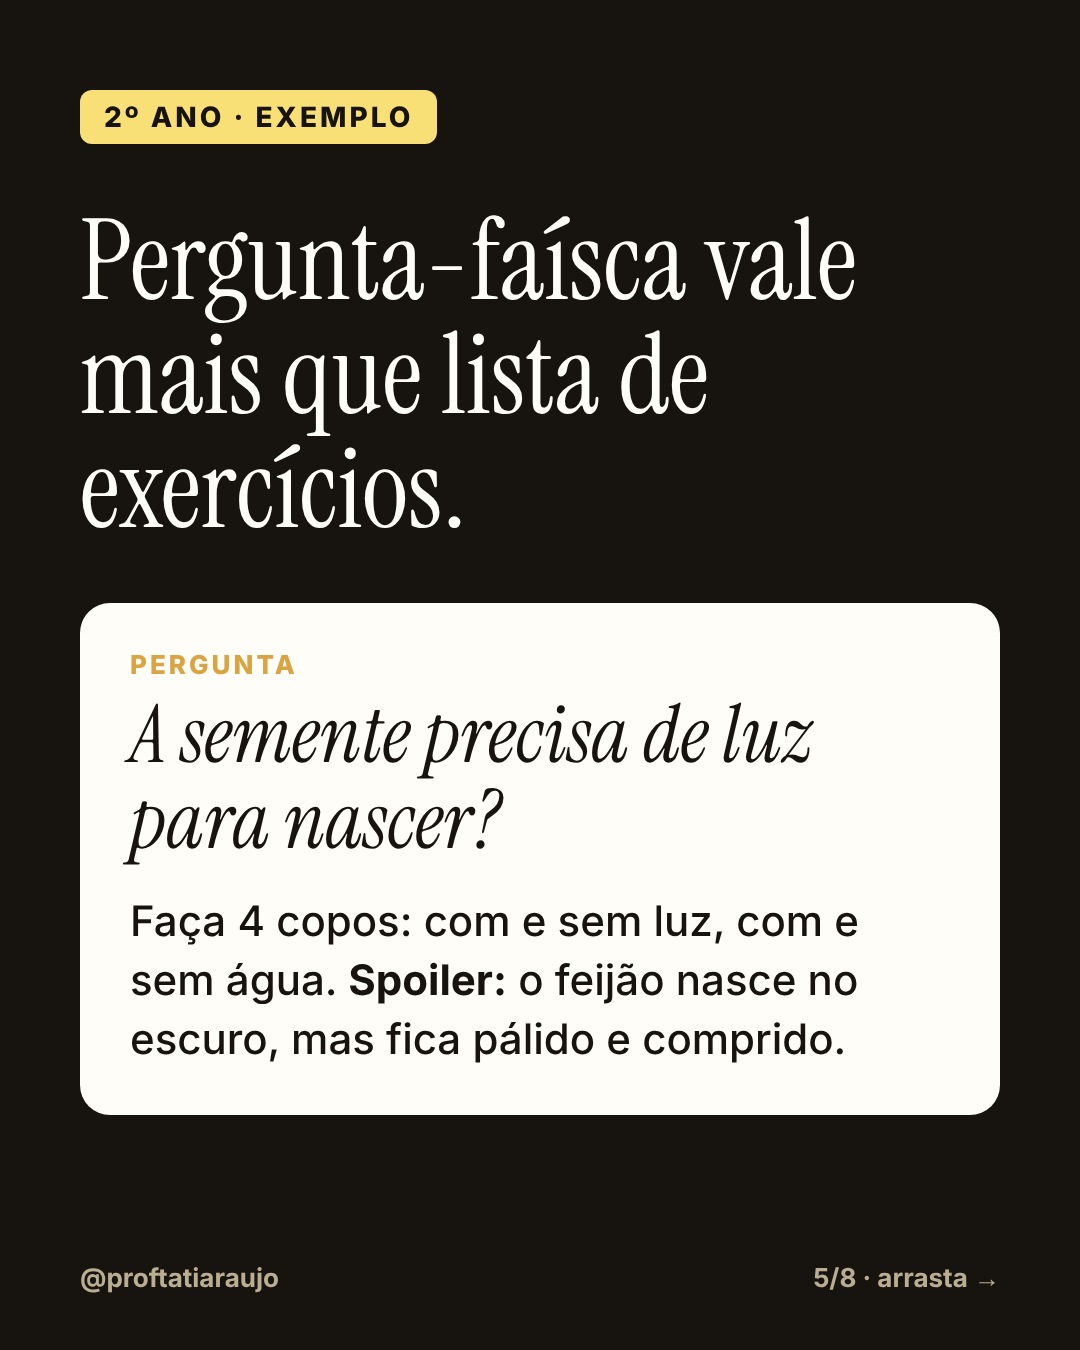 2º ANO · EXEMPLO
Pergunta-faísca vale
mais que lista de
exercícios.
PERGUNTA
A semente precisa de luz
para nascer?
Faça 4 copos: com e sem luz, com e
sem água. Spoiler: o feijão nasce no
escuro, mas fica pálido e comprido.
@proftatiaraujo
5/8 · arrasta →